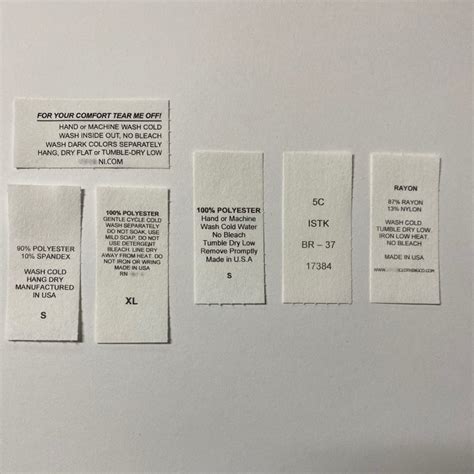 FOR YOUR COMFORT TEAR ME OFF!
HAND or MACHINE WASH COLD
WASH INSIDE OUT, NO BLEACH
WASH DARK COLORS SEPARATELY
HANG, DRY FLAT or TUMBLE-DRY LOW
NI.COM
90% POLYESTER
10% SPANDEX
WASH COLD
HANG DRY
MANUFACTURED
IN USA
S
100% POLYESTER
GENTLE CYCLE COLD
WASH SEPARATELY
DO NOT SOAK. USE
MILD SOAP. DO NOT
USE DETERGENT
BLEACH. LINE DRY
AWAY FROM HEAT. DO
NOT IRON OR WRING
MADE IN USA
RN
XL
100% POLYESTER
Hand or Machine
Wash Cold Water
No Bleach
Tumble Dry Low
Remove Promptly
Made in U.S.A
S
5C
ISTK
BR – 37
17384
RAYON
87% RAYON
13% NYLON
WASH COLD
TUMBLE DRY LOW
IRON LOW HEAT.
NO BLEACH
MADE IN USA